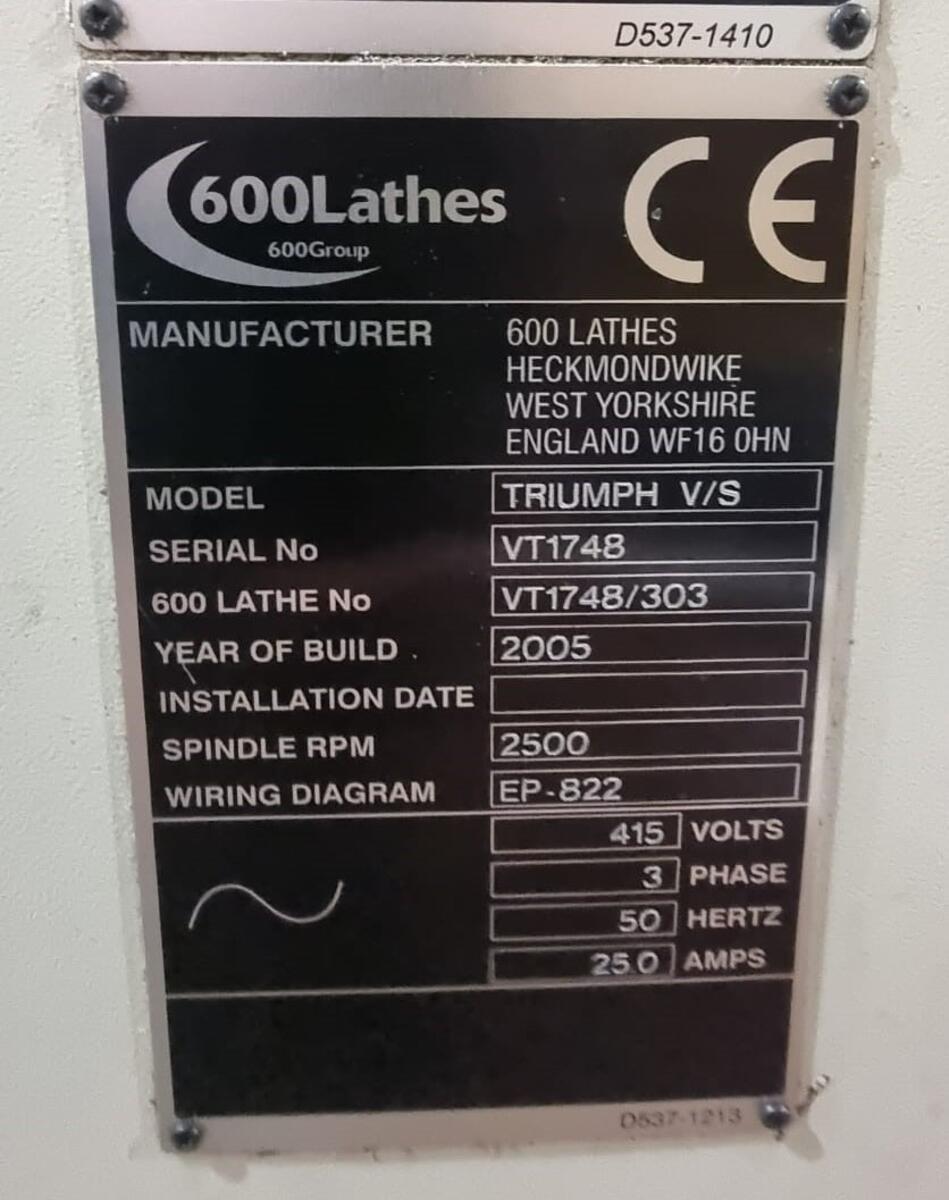 D537-1410
600Lathes
600Group
CE
MANUFACTURER 600 LATHES
HECKMONDWIKE
WEST YORKSHIRE
ENGLAND WF16 0HN
MODEL TRIUMPH V/S
SERIAL No VT1748
600 LATHE No VT1748/303
YEAR OF BUILD 2005
INSTALLATION DATE
SPINDLE RPM 2500
WIRING DIAGRAM EP-822
415 VOLTS
3 PHASE
50 HERTZ
25.0 AMPS
D537-1213